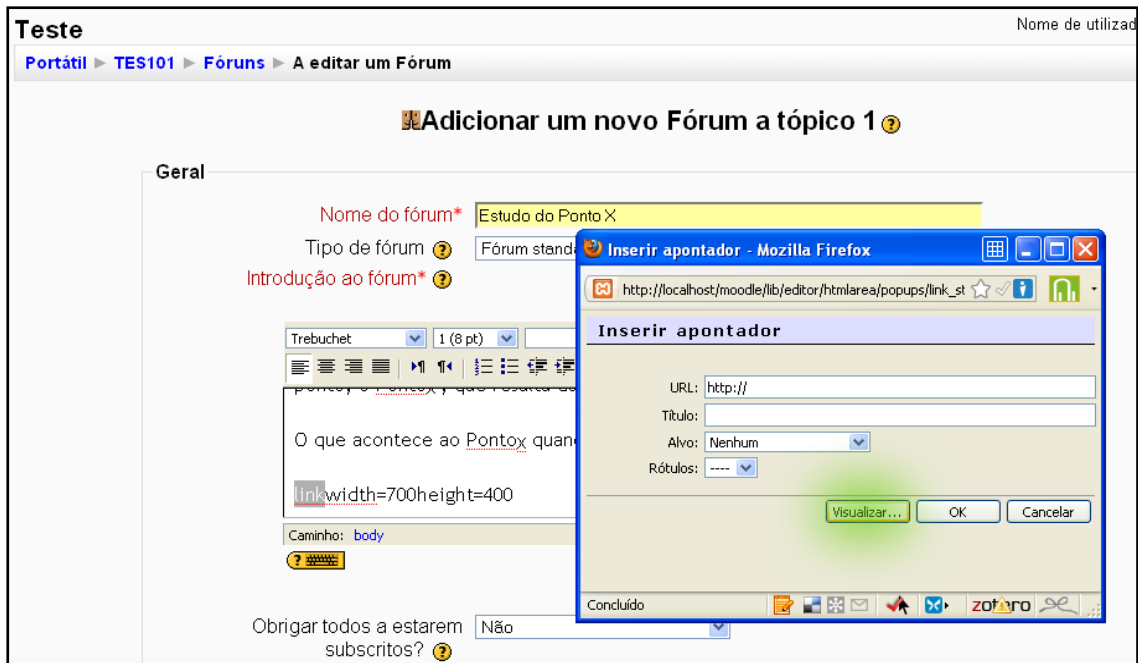 Teste
Nome de utilizad
Portátil ► TES101 ► Fóruns ► A editar um Fórum
Adicionar um novo Fórum a tópico 1 ?
Geral
Nome do fórum* Estudo do Ponto X
Tipo de fórum ? Fórum standa
Introdução ao fórum* ?
Trebuchet 1 (8 pt)
O que acontece ao Pontox quan
linkwidth=700height=400
Caminho: body
?
Obrigar todos a estarem Não
subscritos? ?
Inserir apontador - Mozilla Firefox
http://localhost/moodle/lib/editor/htmlarea/popups/link_st
Inserir apontador
URL: http://
Título:
Alvo: Nenhum
Rótulos: ----
Visualizar... OK Cancelar
Concluído zotero